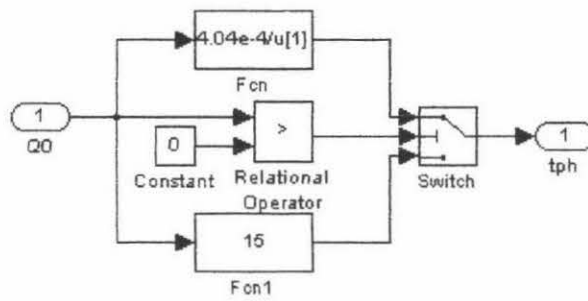 4.04e-4/u[1]
Fcn
1
Q0
0
Constant
>
Relational
Operator
Switch
1
tph
15
Fcn1